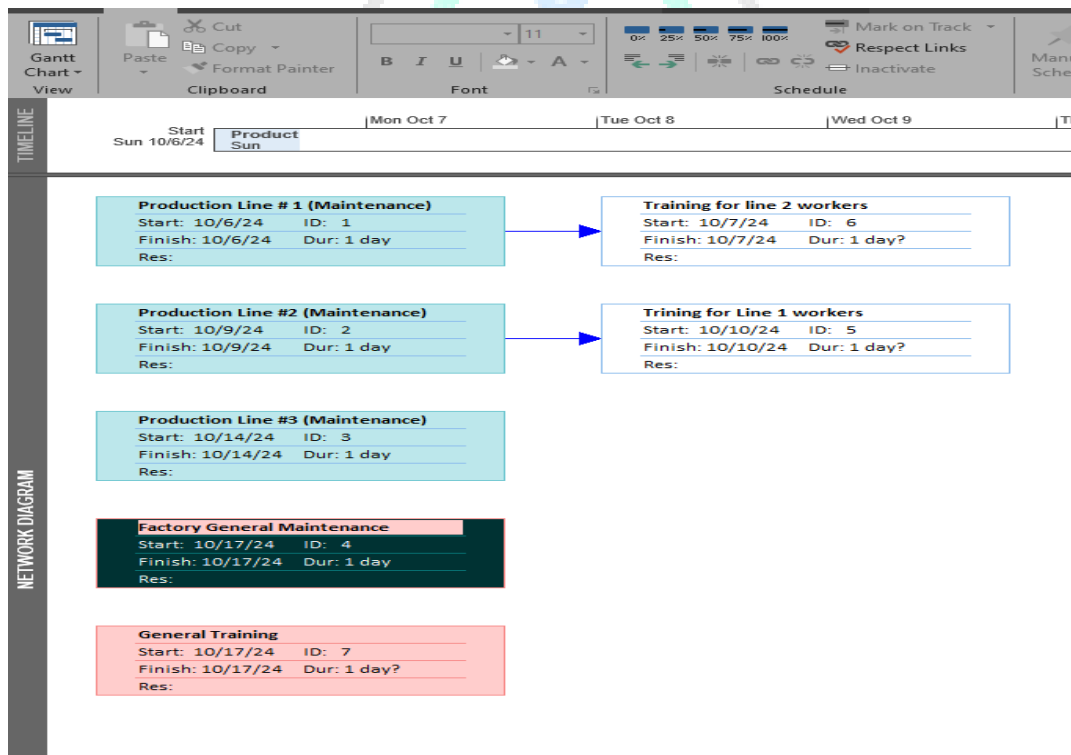 Cut
Copy
Format Painter
Paste
Gantt
Chart
View
Clipboard
11
B I U A
Font
0% 25% 50% 75% 100%
Mark on Track
Respect Links
Inactivate
Schedule
Manu
Sche
TIMELINE
Start
Sun 10/6/24
Mon Oct 7
Tue Oct 8
Wed Oct 9
Product
Sun
NETWORK DIAGRAM
Production Line # 1 (Maintenance)
Start: 10/6/24 ID: 1
Finish: 10/6/24 Dur: 1 day
Res:
Training for line 2 workers
Start: 10/7/24 ID: 6
Finish: 10/7/24 Dur: 1 day?
Res:
Production Line #2 (Maintenance)
Start: 10/9/24 ID: 2
Finish: 10/9/24 Dur: 1 day
Res:
Trining for Line 1 workers
Start: 10/10/24 ID: 5
Finish: 10/10/24 Dur: 1 day?
Res:
Production Line #3 (Maintenance)
Start: 10/14/24 ID: 3
Finish: 10/14/24 Dur: 1 day
Res:
Factory General Maintenance
Start: 10/17/24 ID: 4
Finish: 10/17/24 Dur: 1 day
Res:
General Training
Start: 10/17/24 ID: 7
Finish: 10/17/24 Dur: 1 day?
Res: